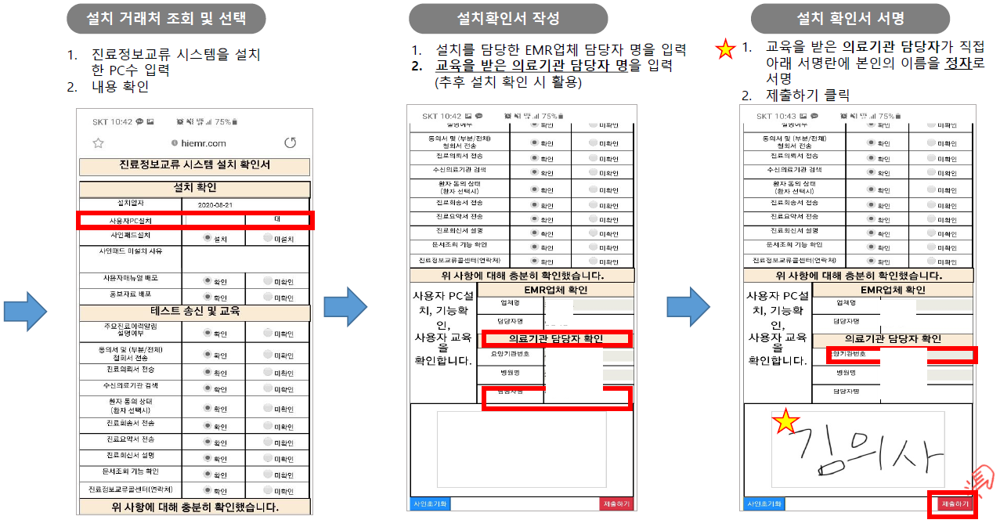 설치 거래처 조회 및 선택
1. 진료정보교류 시스템을 설치
한 PC수 입력
2. 내용 확인
SKT 10:42 75%
hiemr.com
진료정보교류 시스템 설치 확인서
설치 확인
설치일자 2020-08-21
사용자PC설치 대
사인패드설치 설치 미설치
사인패드 미설치 사유
사용자매뉴얼 배포 확인 미확인
홍보자료 배포 확인 미확인
테스트 송신 및 교육
주요진료이력알림
설명여부 확인 미확인
동의서 및 (부분/전체)
철회서 전송 확인 미확인
진료의뢰서 전송 확인 미확인
수신의료기관 검색 확인 미확인
환자 동의 상태
(환자 선택시) 확인 미확인
진료회송서 전송 확인 미확인
진료요약서 전송 확인 미확인
진료회신서 설명 확인 미확인
문서조회 기능 확인 확인 미확인
진료정보교류콜센터(연락처) 확인 미확인
위 사항에 대해 충분히 확인했습니다.
설치확인서 작성
1. 설치를 담당한 EMR업체 담당자 명을 입력
2. 교육을 받은 의료기관 담당자 명을 입력
(추후 설치 확인 시 활용)
SKT 10:42 75%
설명여부 확인 미확인
동의서 및 (부분/전체)
철회서 전송 확인 미확인
진료의뢰서 전송 확인 미확인
수신의료기관 검색 확인 미확인
환자 동의 상태
(환자 선택시) 확인 미확인
진료회송서 전송 확인 미확인
진료요약서 전송 확인 미확인
진료회신서 설명 확인 미확인
문서조회 기능 확인 확인 미확인
진료정보교류콜센터(연락처) 확인 미확인
위 사항에 대해 충분히 확인했습니다.
사용자 PC설
치, 기능확
인,
사용자 교육
을
확인합니다.
EMR업체 확인
업체명
담당자명
의료기관 담당자 확인
요양기관번호
병원명
담당자명
사인초기화 제출하기
설치 확인서 서명
1. 교육을 받은 의료기관 담당자가 직접
아래 서명란에 본인의 이름을 정자로
서명
2. 제출하기 클릭
SKT 10:43 75%
설명여부 확인 미확인
동의서 및 (부분/전체)
철회서 전송 확인 미확인
진료의뢰서 전송 확인 미확인
수신의료기관 검색 확인 미확인
환자 동의 상태
(환자 선택시) 확인 미확인
진료회송서 전송 확인 미확인
진료요약서 전송 확인 미확인
진료회신서 설명 확인 미확인
문서조회 기능 확인 확인 미확인
진료정보교류콜센터(연락처) 확인 미확인
위 사항에 대해 충분히 확인했습니다.
사용자 PC설
치, 기능확
인,
사용자 교육
을
확인합니다.
EMR업체 확인
업체명
담당자명
의료기관 담당자 확인
요양기관번호
병원명
담당자명
김의사
사인초기화 제출하기